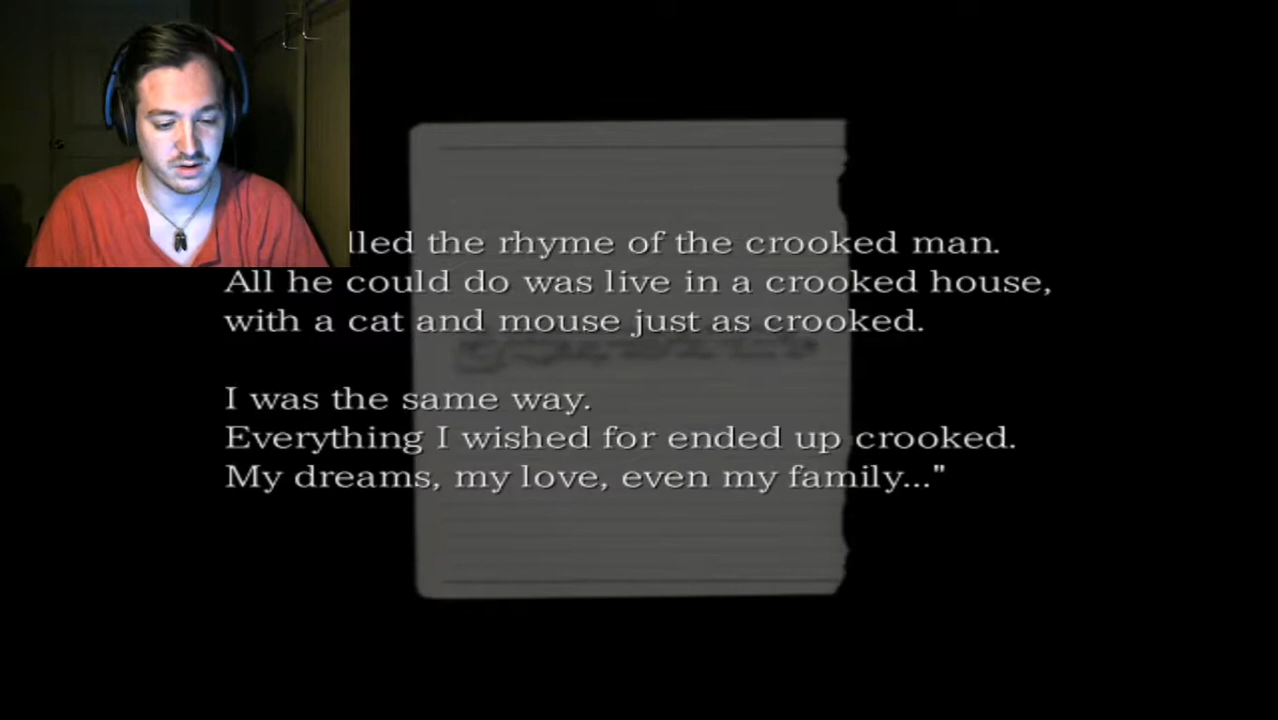 the rhyme of the crooked man.
All he could do was live in a crooked house,
with a cat and mouse just as crooked.
I was the same way.
Everything I wished for ended up crooked.
My dreams, my love, even my family..."